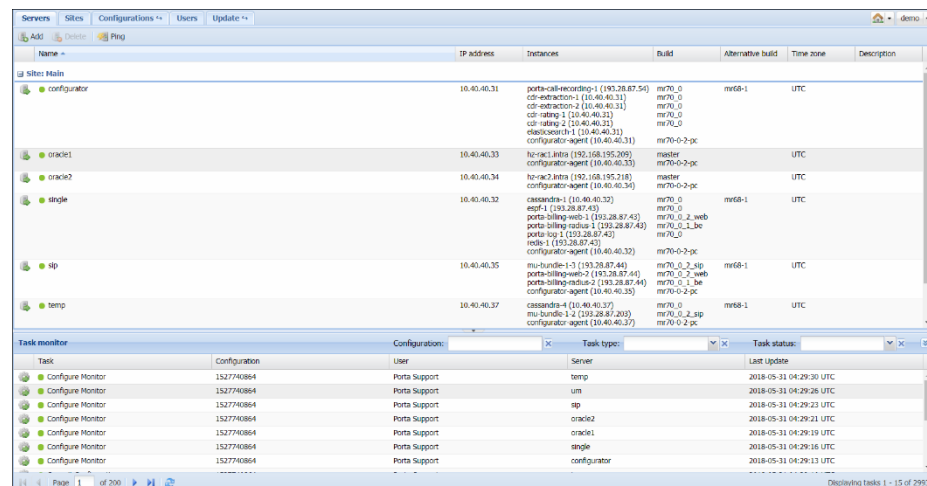 Servers Sites Configurations Users Update demo
Add Delete Ping
Name IP address Instances Build Alternative build Time zone Description
Site: Main
configurator 10.40.40.31 porta-call-recording-1 (193.28.87.54) mr70_0 mr68-1 UTC
cdr-extraction-1 (10.40.40.31) mr70_0
cdr-extraction-2 (10.40.40.31) mr70_0
cdr-rating-1 (10.40.40.31) mr70_0
cdr-rating-2 (10.40.40.31) mr70_0
elasticsearch-1 (10.40.40.31)
configurator-agent (10.40.40.31) mr70-0-2-pc
oracle1 10.40.40.33 hz-rac1.intra (192.168.195.209) master UTC
configurator-agent (10.40.40.33) mr70-0-2-pc
oracle2 10.40.40.34 hz-rac2.intra (192.168.195.218) master UTC
configurator-agent (10.40.40.34) mr70-0-2-pc
single 10.40.40.32 cassandra-1 (10.40.40.32) mr70_0 mr68-1 UTC
espf-1 (193.28.87.43) mr70_0
porta-billing-web-1 (193.28.87.43) mr70_0_2_web
porta-billing-radius-1 (193.28.87.43) mr70_0_1_be
porta-log-1 (193.28.87.43) mr70_0
redis-1 (193.28.87.43)
configurator-agent (10.40.40.32) mr70-0-2-pc
sip 10.40.40.35 mu-bundle-1-3 (193.28.87.44) mr70_0_2_sip mr68-1 UTC
porta-billing-web-2 (193.28.87.44) mr70_0_2_web
porta-billing-radius-2 (193.28.87.44) mr70_0_1_be
configurator-agent (10.40.40.35) mr70-0-2-pc
temp 10.40.40.37 cassandra-4 (10.40.40.37) mr70_0 mr68-1 UTC
mu-bundle-1-2 (193.28.87.203) mr70_0_2_sip
configurator-agent (10.40.40.37) mr70-0-2-pc
Task monitor Configuration: Task type: Task status:
Task Configuration User Server Last Update
Configure Monitor 1527740864 Porta Support temp 2018-05-31 04:29:30 UTC
Configure Monitor 1527740864 Porta Support um 2018-05-31 04:29:26 UTC
Configure Monitor 1527740864 Porta Support sip 2018-05-31 04:29:23 UTC
Configure Monitor 1527740864 Porta Support oracle2 2018-05-31 04:29:21 UTC
Configure Monitor 1527740864 Porta Support oracle1 2018-05-31 04:29:19 UTC
Configure Monitor 1527740864 Porta Support single 2018-05-31 04:29:16 UTC
Configure Monitor 1527740864 Porta Support configurator 2018-05-31 04:29:13 UTC
Page 1 of 200 Displaying tasks 1 - 15 of